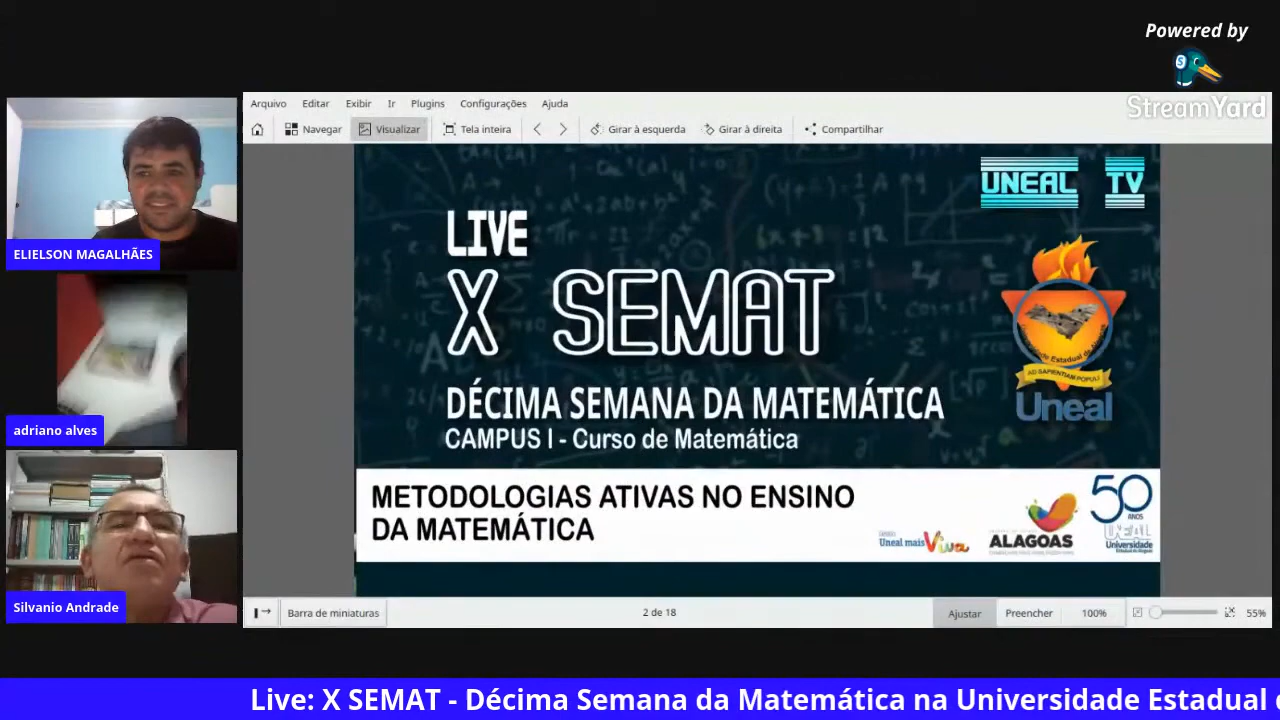 Powered by
StreamYard
ELIELSON MAGALHÃES
adriano alves
Silvanio Andrade
Arquivo Editar Exibir Ir Plugins Configurações Ajuda
Navegar Visualizar Tela inteira Girar à esquerda Girar à direita Compartilhar
UNEAL TV
LIVE
X SEMAT
DÉCIMA SEMANA DA MATEMÁTICA
CAMPUS I - Curso de Matemática
AD SAPIENTIAM POPULI
Uneal
METODOLOGIAS ATIVAS NO ENSINO
DA MATEMÁTICA
Uneal mais Viva
ALAGOAS
50
ANOS
UNEAL
Universidade
Barra de miniaturas 2 de 18 Ajustar Preencher 100% 55%
Live: X SEMAT - Décima Semana da Matemática na Universidade Estadual